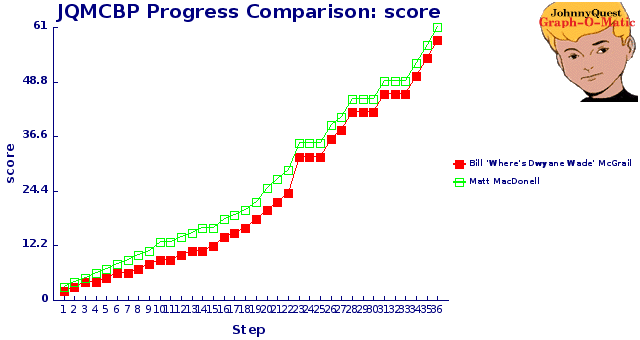 JQMCBP Progress Comparison: score
JohnnyQuest
Graph-O-Matic
61
48.8
36.6
24.4
12.2
0
score
1 2 3 4 5 6 7 8 9 10 11 12 13 14 15 16 17 18 19 20 21 22 23 24 25 26 27 28 29 30 31 32 33 34 35 36
Step
Bill 'Where's Dwyane Wade' McGrail
Matt MacDonell